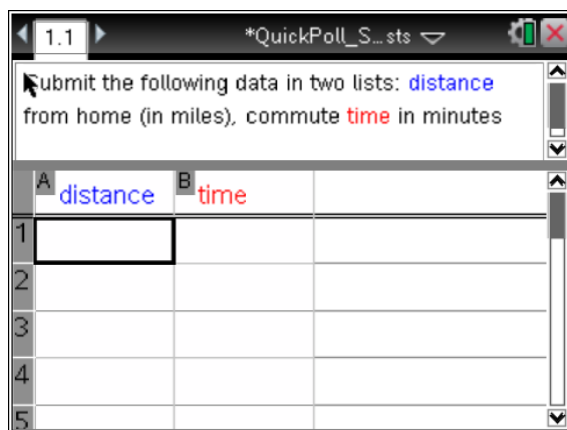 1.1 *QuickPoll_S…sts
Submit the following data in two lists: distance
from home (in miles), commute time in minutes
A distance B time
1
2
3
4
5